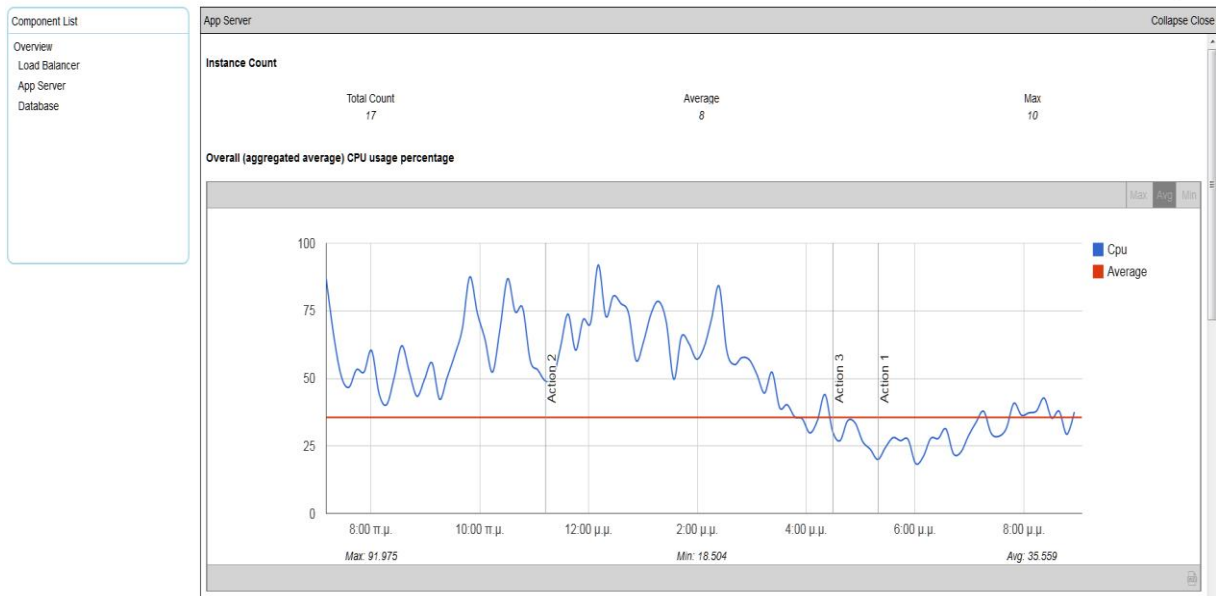 Component List
Overview
Load Balancer
App Server
Database
App Server
Collapse Close
Instance Count
Total Count Average Max
17 8 10
Overall (aggregated average) CPU usage percentage
Max Avg Min
100
75
50
25
0
Action 2
Action 3
Action 1
Cpu
Average
8:00 π.μ. 10:00 π.μ. 12:00 μ.μ. 2:00 μ.μ. 4:00 μ.μ. 6:00 μ.μ. 8:00 μ.μ.
Max: 91.975 Min: 18.504 Avg: 35.559